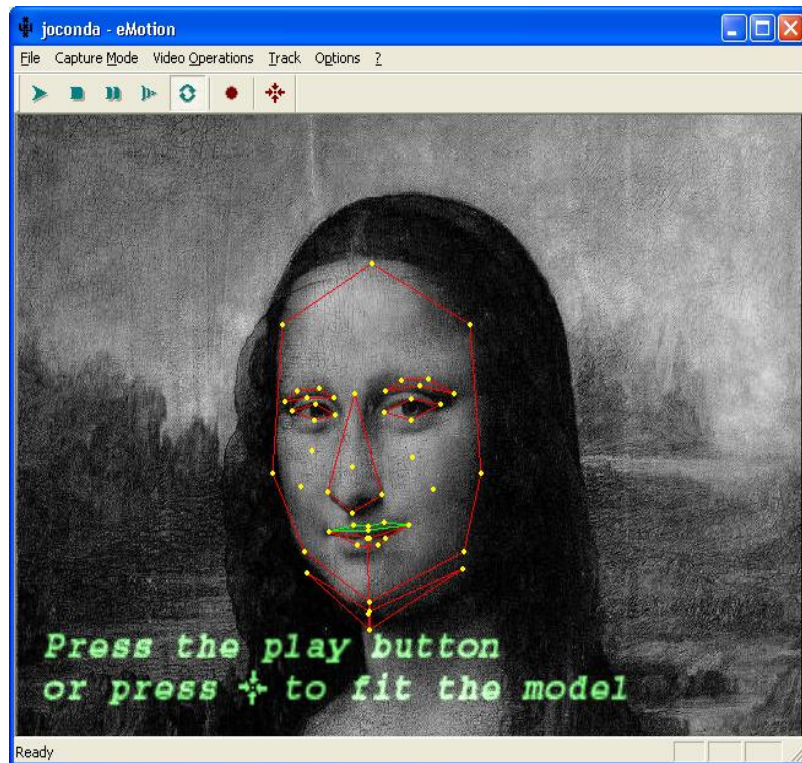 joconda - eMotion
File Capture Mode Video Operations Track Options ?
Press the play button
or press to fit the model
Ready